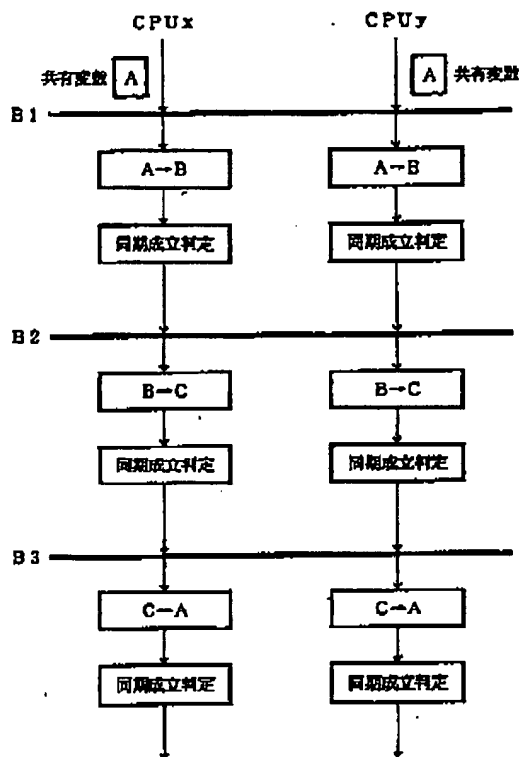 CPUx CPUy
共有変数 A A 共有変数
B1
A→B A→B
同期成立判定 同期成立判定
B2
B→C B→C
同期成立判定 同期成立判定
B3
C→A C→A
同期成立判定 同期成立判定